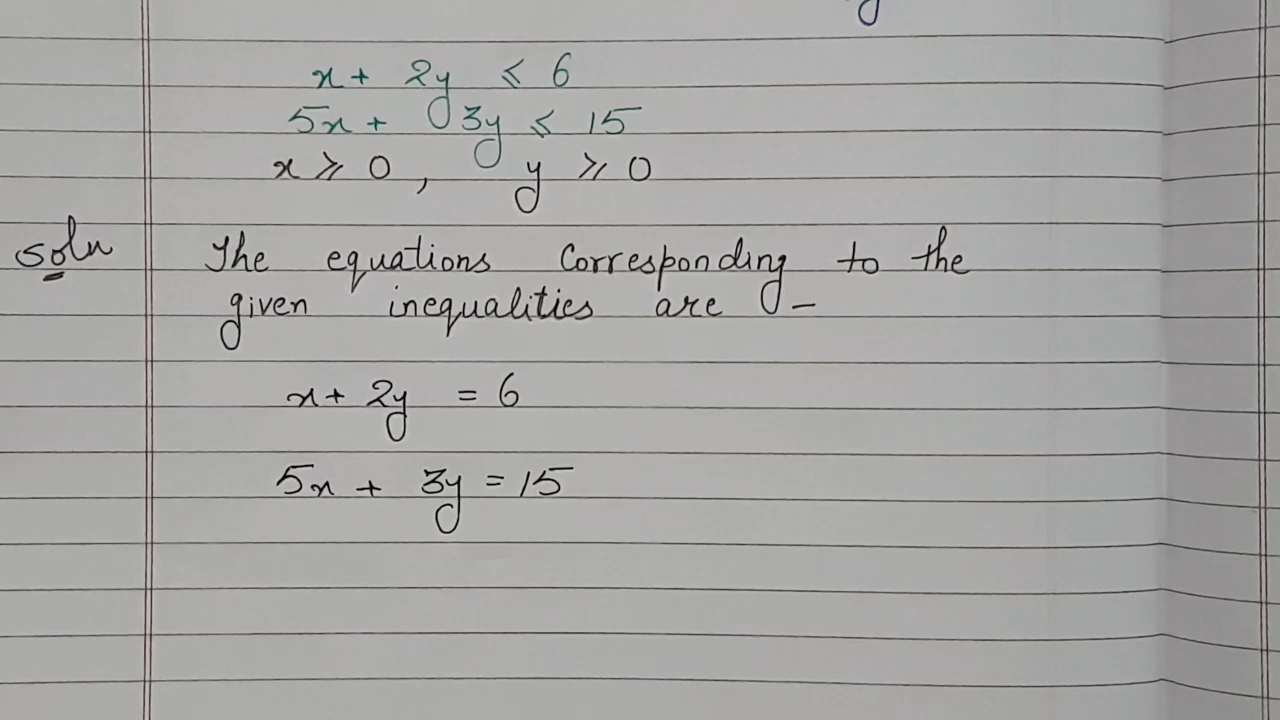 x + 2y ≤ 6
5x + 3y ≤ 15
x ≥ 0, y ≥ 0
Soln The equations Corresponding to the
given inequalities are –
x + 2y = 6
5x + 3y = 15